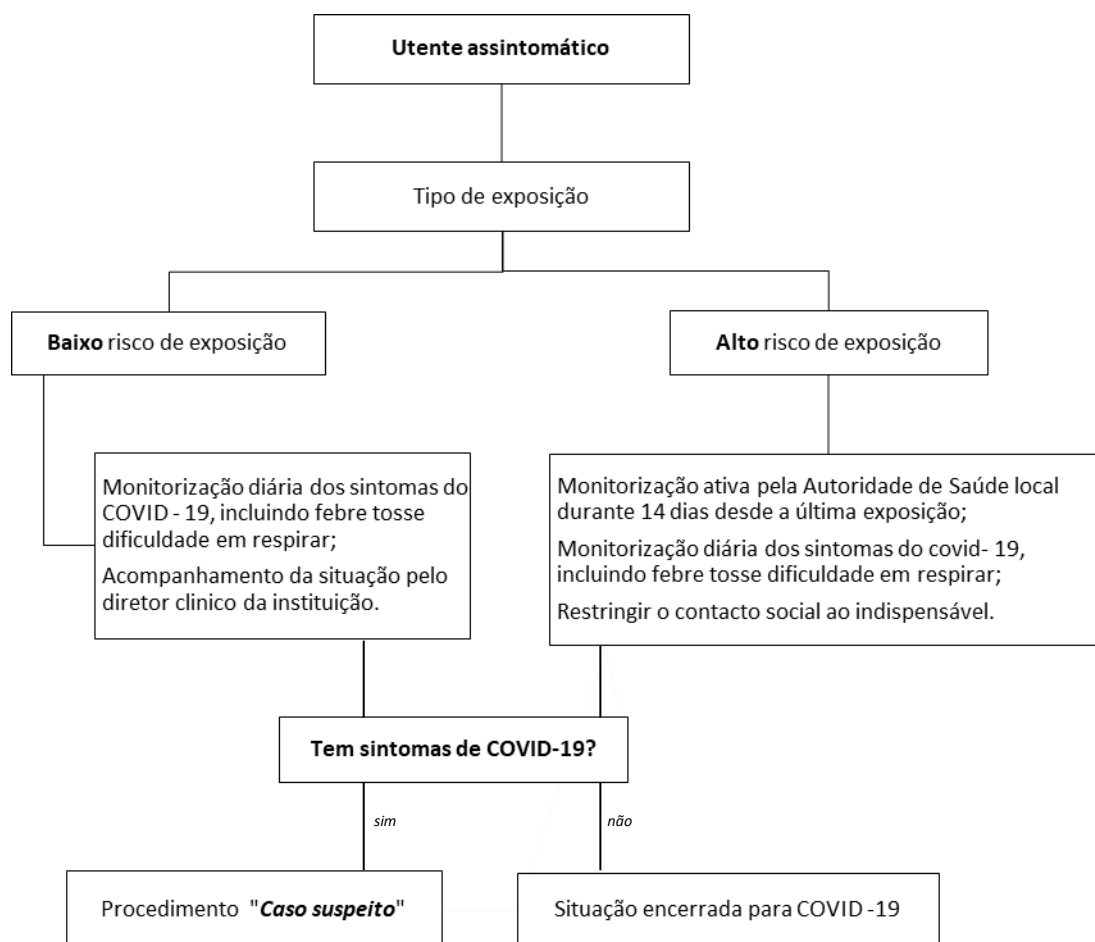 Utente assintomático
Tipo de exposição
Baixo risco de exposição
Alto risco de exposição
Monitorização diária dos sintomas do
COVID - 19, incluindo febre tosse
dificuldade em respirar;
Acompanhamento da situação pelo
diretor clinico da instituição.
Monitorização ativa pela Autoridade de Saúde local
durante 14 dias desde a última exposição;
Monitorização diária dos sintomas do covid- 19,
incluindo febre tosse dificuldade em respirar;
Restringir o contacto social ao indispensável.
Tem sintomas de COVID-19?
sim
não
Procedimento "Caso suspeito"
Situação encerrada para COVID -19